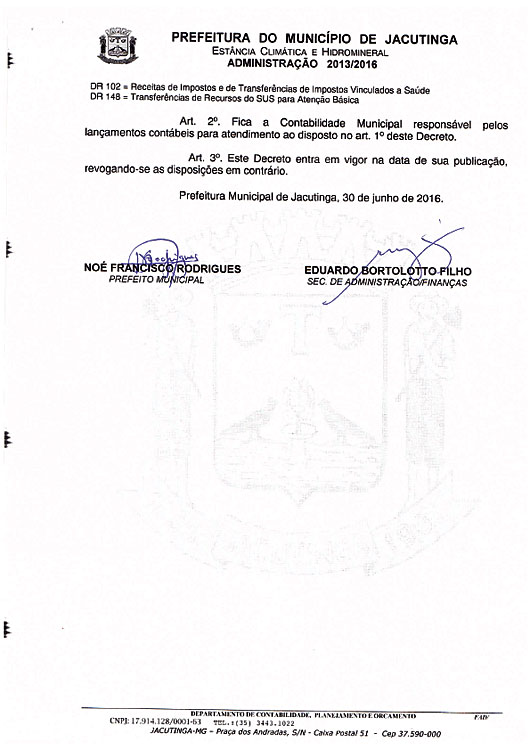 PREFEITURA DO MUNICÍPIO DE JACUTINGA
ESTÂNCIA CLIMÁTICA E HIDROMINERAL
ADMINISTRAÇÃO 2013/2016
DR 102 = Receitas de Impostos e de Transferências de Impostos Vinculados a Saúde
DR 148 = Transferências de Recursos do SUS para Atenção Básica
Art. 2º. Fica a Contabilidade Municipal responsável pelos
lançamentos contábeis para atendimento ao disposto no art. 1º deste Decreto.
Art. 3º. Este Decreto entra em vigor na data de sua publicação,
revogando-se as disposições em contrário.
Prefeitura Municipal de Jacutinga, 30 de junho de 2016.
NOÉ FRANCISCO RODRIGUES
PREFEITO MUNICIPAL
EDUARDO BORTOLOTTO FILHO
SEC. DE ADMINISTRAÇÃO/FINANÇAS
DEPARTAMENTO DE CONTABILIDADE, PLANEJAMENTO E ORCAMENTO
CNPJ: 17.914.128/0001-63 TEL.:(35) 3443.1022
JACUTINGA-MG – Praça dos Andradas, S/N - Caixa Postal 51 - Cep 37.590-000